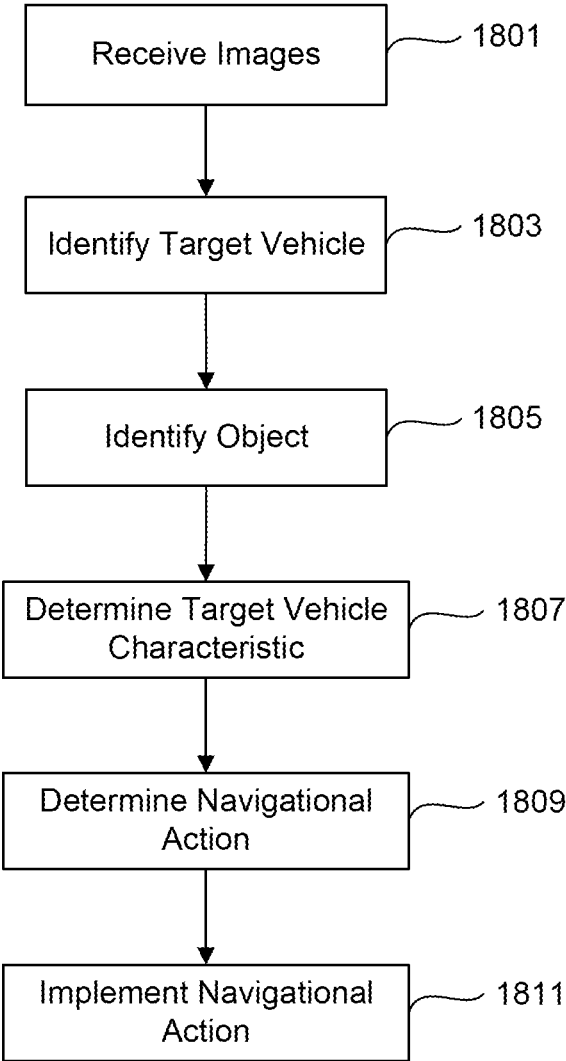 Receive Images
1801
Identify Target Vehicle
1803
Identify Object
1805
Determine Target Vehicle
Characteristic
1807
Determine Navigational
Action
1809
Implement Navigational
Action
1811